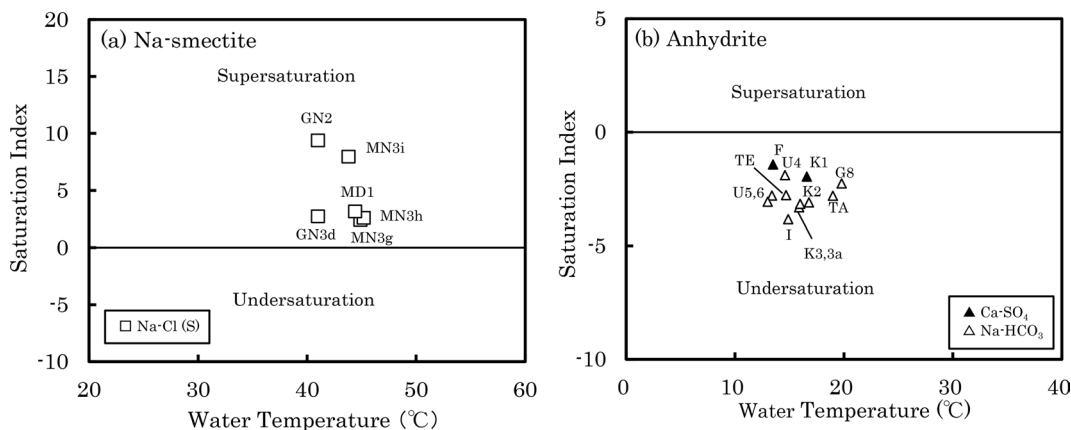 (a) Na-smectite
Supersaturation
GN2
MN3i
MD1
MN3h
GN3d
MN3g
Undersaturation
Na-Cl (S)
Saturation Index
20
15
10
5
0
-5
-10
20
30
40
50
60
Water Temperature (℃)
(b) Anhydrite
Supersaturation
F
TE
U4
K1
G8
U5,6
K2
TA
I
K3,3a
Undersaturation
Ca-SO₄
Na-HCO₃
Saturation Index
5
0
-5
-10
0
10
20
30
40
Water Temperature (℃)